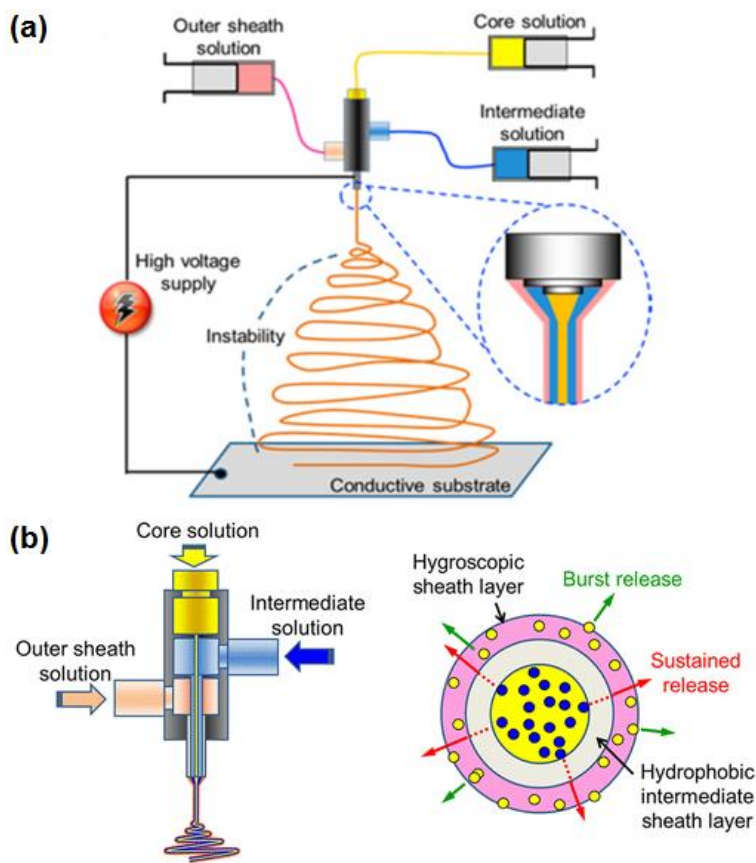 (a)
Outer sheath
solution
Core solution
Intermediate
solution
High voltage
supply
Instability
Conductive substrate
(b)
Core solution
Intermediate
solution
Outer sheath
solution
Hygroscopic
sheath layer
Burst release
Sustained
release
Hydrophobic
intermediate
sheath layer